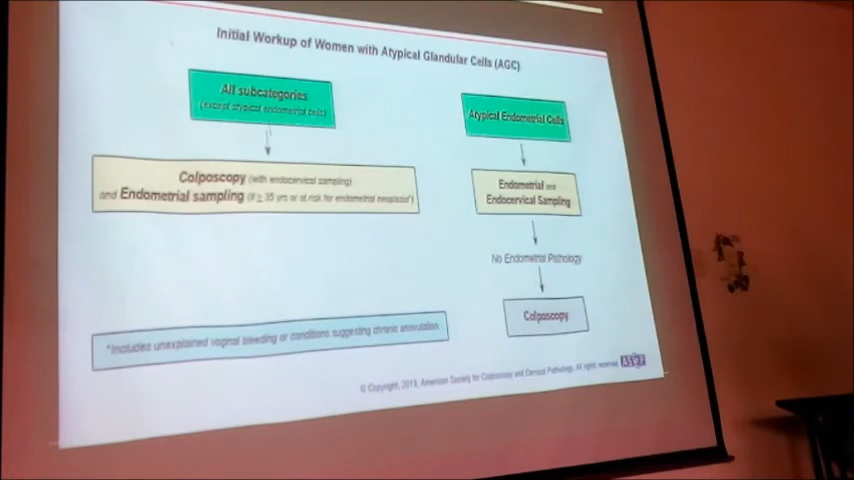 Initial Workup of Women with Atypical Glandular Cells (AGC)
All subcategories
(except atypical endometrial cells)
Colposcopy (with endocervical sampling)
and Endometrial sampling (if ≥ 35 yrs or at risk for endometrial neoplasia*)
*Includes unexplained vaginal bleeding or conditions suggesting chronic anovulation.
Atypical Endometrial Cells
Endometrial and
Endocervical Sampling
No Endometrial Pathology
Colposcopy
© Copyright, 2013, American Society for Colposcopy and Cervical Pathology. All rights reserved.
ASCCP